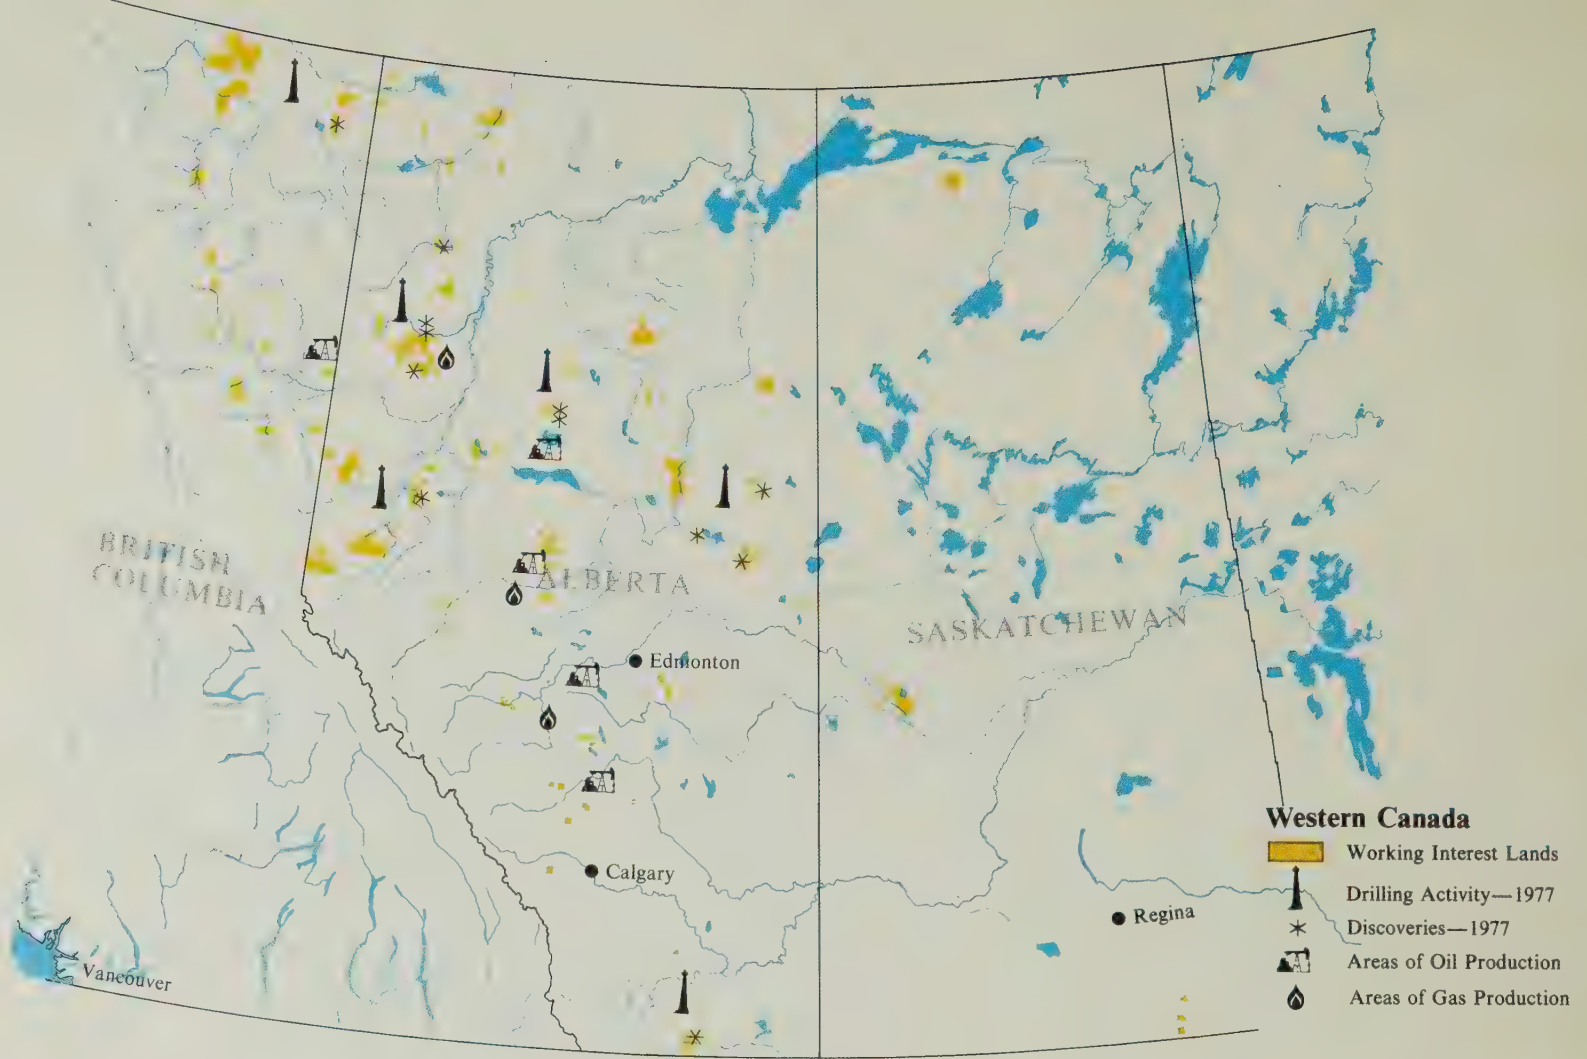 BRITISH
COLUMBIA
ALBERTA
SASKATCHEWAN
Edmonton
Calgary
Regina
Vancouver
Western Canada
Working Interest Lands
Drilling Activity—1977
Discoveries—1977
Areas of Oil Production
Areas of Gas Production